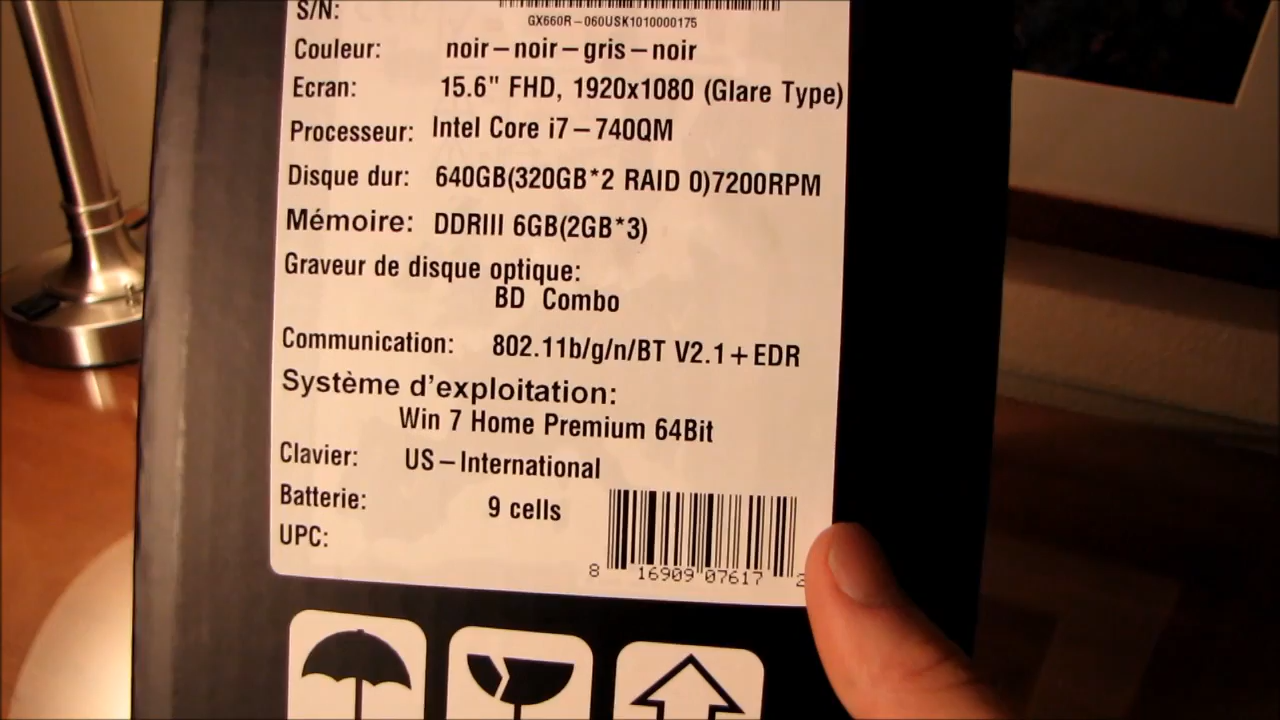 S/N:
GX660R-060USK1010000175
Couleur: noir-noir-gris-noir
Ecran: 15.6" FHD, 1920x1080 (Glare Type)
Processeur: Intel Core i7-740QM
Disque dur: 640GB(320GB*2 RAID 0)7200RPM
Mémoire: DDRIII 6GB(2GB*3)
Graveur de disque optique:
BD Combo
Communication: 802.11b/g/n/BT V2.1+EDR
Système d'exploitation:
Win 7 Home Premium 64Bit
Clavier: US-International
Batterie: 9 cells
UPC:
8 16909 07617 2